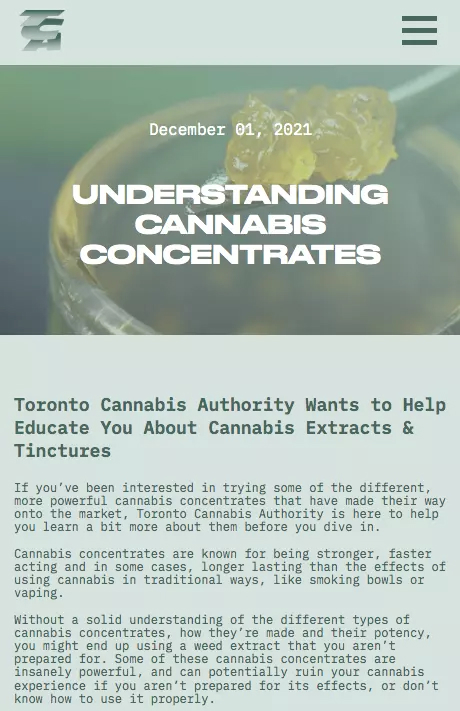 TCA
December 01, 2021
UNDERSTANDING
CANNABIS
CONCENTRATES
Toronto Cannabis Authority Wants to Help
Educate You About Cannabis Extracts &
Tinctures
If you’ve been interested in trying some of the different,
more powerful cannabis concentrates that have made their way
onto the market, Toronto Cannabis Authority is here to help
you learn a bit more about them before you dive in.
Cannabis concentrates are known for being stronger, faster
acting and in some cases, longer lasting than the effects of
using cannabis in traditional ways, like smoking bowls or
vaping.
Without a solid understanding of the different types of
cannabis concentrates, how they’re made and their potency,
you might end up using a weed extract that you aren’t
prepared for. Some of these cannabis concentrates are
insanely powerful, and can potentially ruin your cannabis
experience if you aren’t prepared for its effects, or don’t
know how to use it properly.